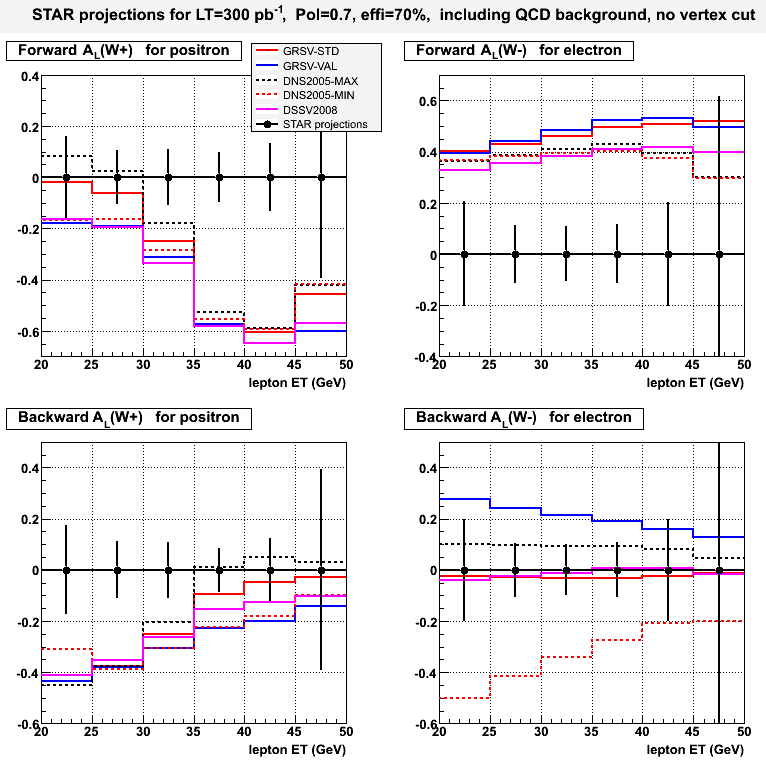 STAR projections for LT=300 pb-1, Pol=0.7, effi=70%, including QCD background, no vertex cut
Forward AL(W+) for positron
GRSV-STD
GRSV-VAL
DNS2005-MAX
DNS2005-MIN
DSSV2008
STAR projections
0.4
0.2
0
-0.2
-0.4
-0.6
20 25 30 35 40 45 50
lepton ET (GeV)
Forward AL(W-) for electron
0.6
0.4
0.2
0
-0.2
-0.4
20 25 30 35 40 45 50
lepton ET (GeV)
Backward AL(W+) for positron
0.4
0.2
0
-0.2
-0.4
-0.6
20 25 30 35 40 45 50
lepton ET (GeV)
Backward AL(W-) for electron
0.4
0.2
0
-0.2
-0.4
-0.6
20 25 30 35 40 45 50
lepton ET (GeV)